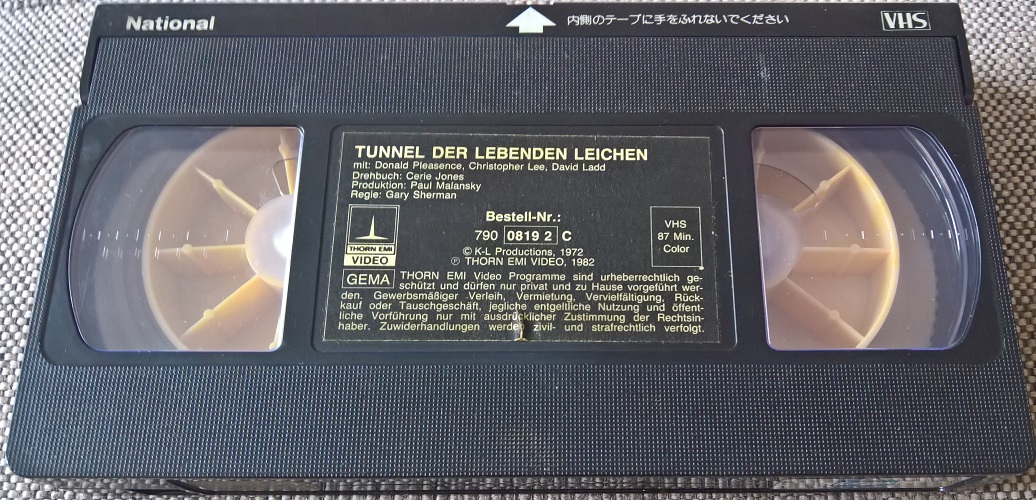 National
内側のテープに手をふれないでください
VHS
TUNNEL DER LEBENDEN LEICHEN
mit: Donald Pleasence, Christopher Lee, David Ladd
Drehbuch: Cerie Jones
Produktion: Paul Malansky
Regie: Gary Sherman
THORN EMI
VIDEO
Bestell-Nr.:
790 0819 2 C
© K-L Productions, 1972
℗ THORN EMI VIDEO, 1982
VHS
87 Min.
Color
GEMA
THORN EMI Video Programme sind urheberrechtlich ge-
schützt und dürfen nur privat und zu Hause vorgeführt wer-
den. Gewerbsmäßiger Verleih, Vermietung, Vervielfältigung, Rück-
kauf oder Tauschgeschäft, jegliche entgeltliche Nutzung und öffent-
liche Vorführung nur mit ausdrücklicher Zustimmung der Rechtsin-
haber. Zuwiderhandlungen werden zivil- und strafrechtlich verfolgt.